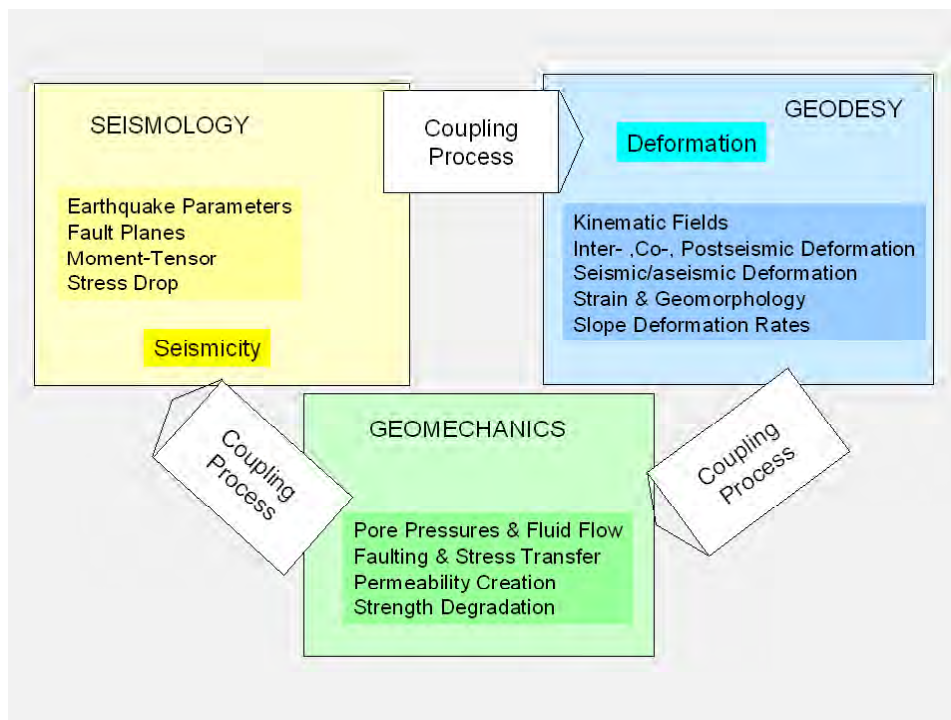 SEISMOLOGY
Earthquake Parameters
Fault Planes
Moment-Tensor
Stress Drop
Seismicity
Coupling
Process
GEODESY
Deformation
Kinematic Fields
Inter- ,Co-, Postseismic Deformation
Seismic/aseismic Deformation
Strain & Geomorphology
Slope Deformation Rates
Coupling
Process
GEOMECHANICS
Pore Pressures & Fluid Flow
Faulting & Stress Transfer
Permeability Creation
Strength Degradation
Coupling
Process